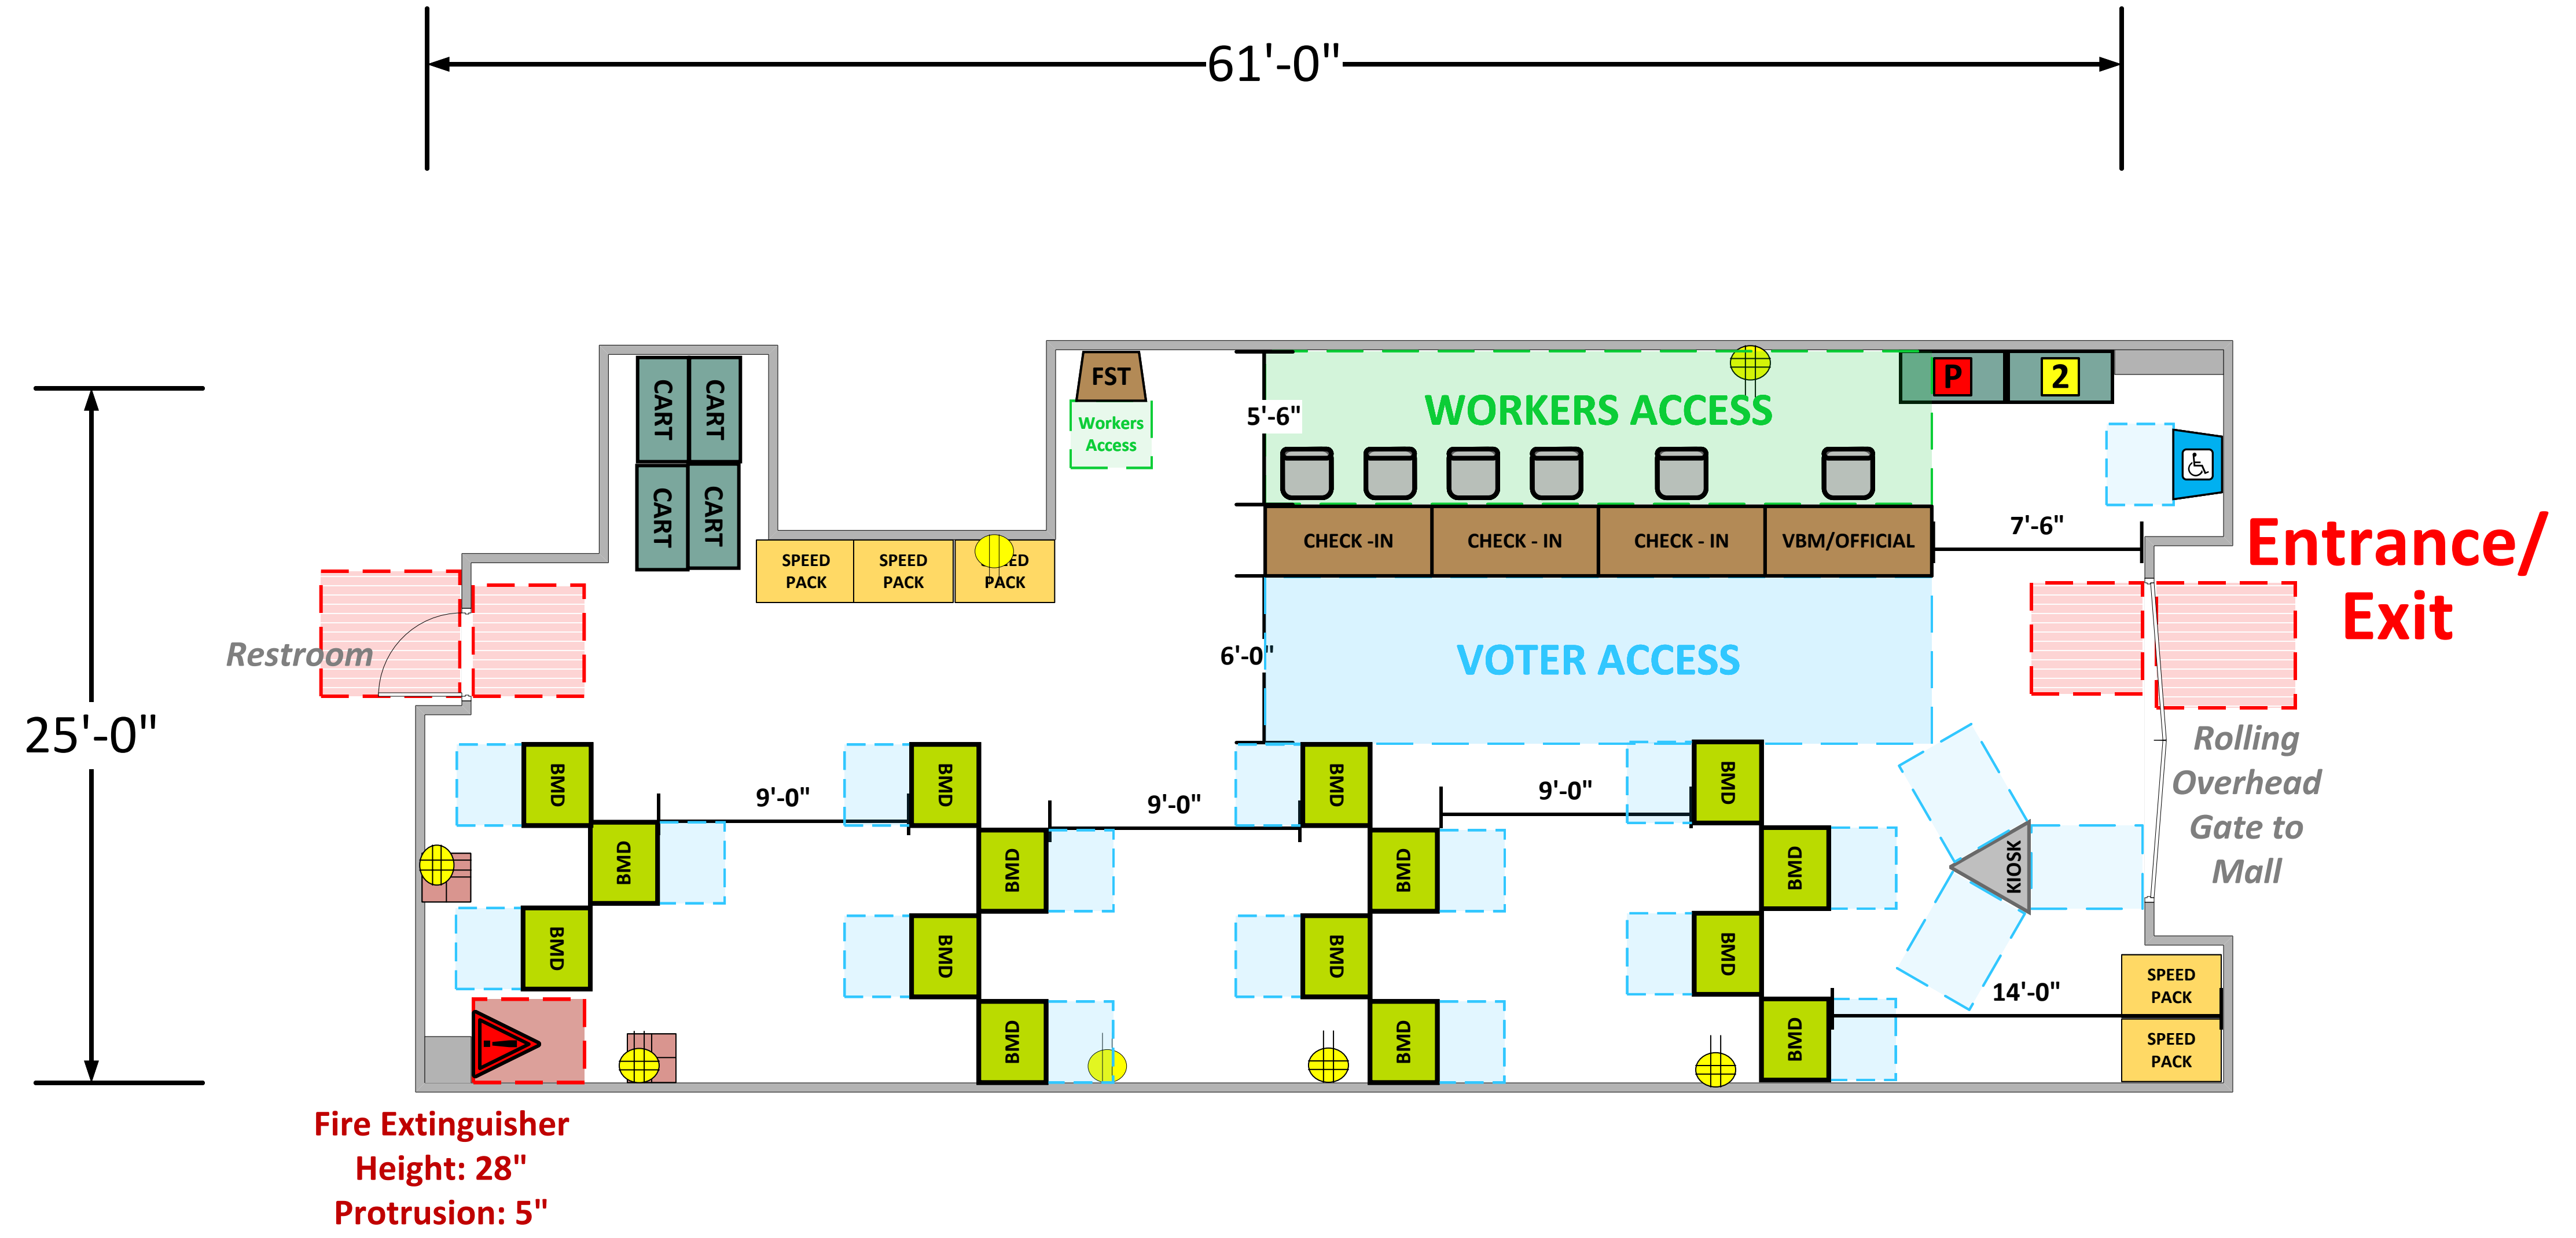 61'-0"
25'-0"
CART
CART
CART
CART
FST
Workers
Access
5'-6"
WORKERS ACCESS
P
2
CHECK -IN
CHECK - IN
CHECK - IN
VBM/OFFICIAL
7'-6"
Entrance/
Exit
SPEED
PACK
SPEED
PACK
PACK
Restroom
6'-0"
VOTER ACCESS
Rolling
Overhead
Gate to
Mall
BMD
BMD
BMD
BMD
9'-0"
9'-0"
9'-0"
BMD
BMD
BMD
BMD
KIOSK
BMD
BMD
BMD
BMD
14'-0"
SPEED
PACK
BMD
BMD
BMD
SPEED
PACK
!
Fire Extinguisher
Height: 28"
Protrusion: 5"